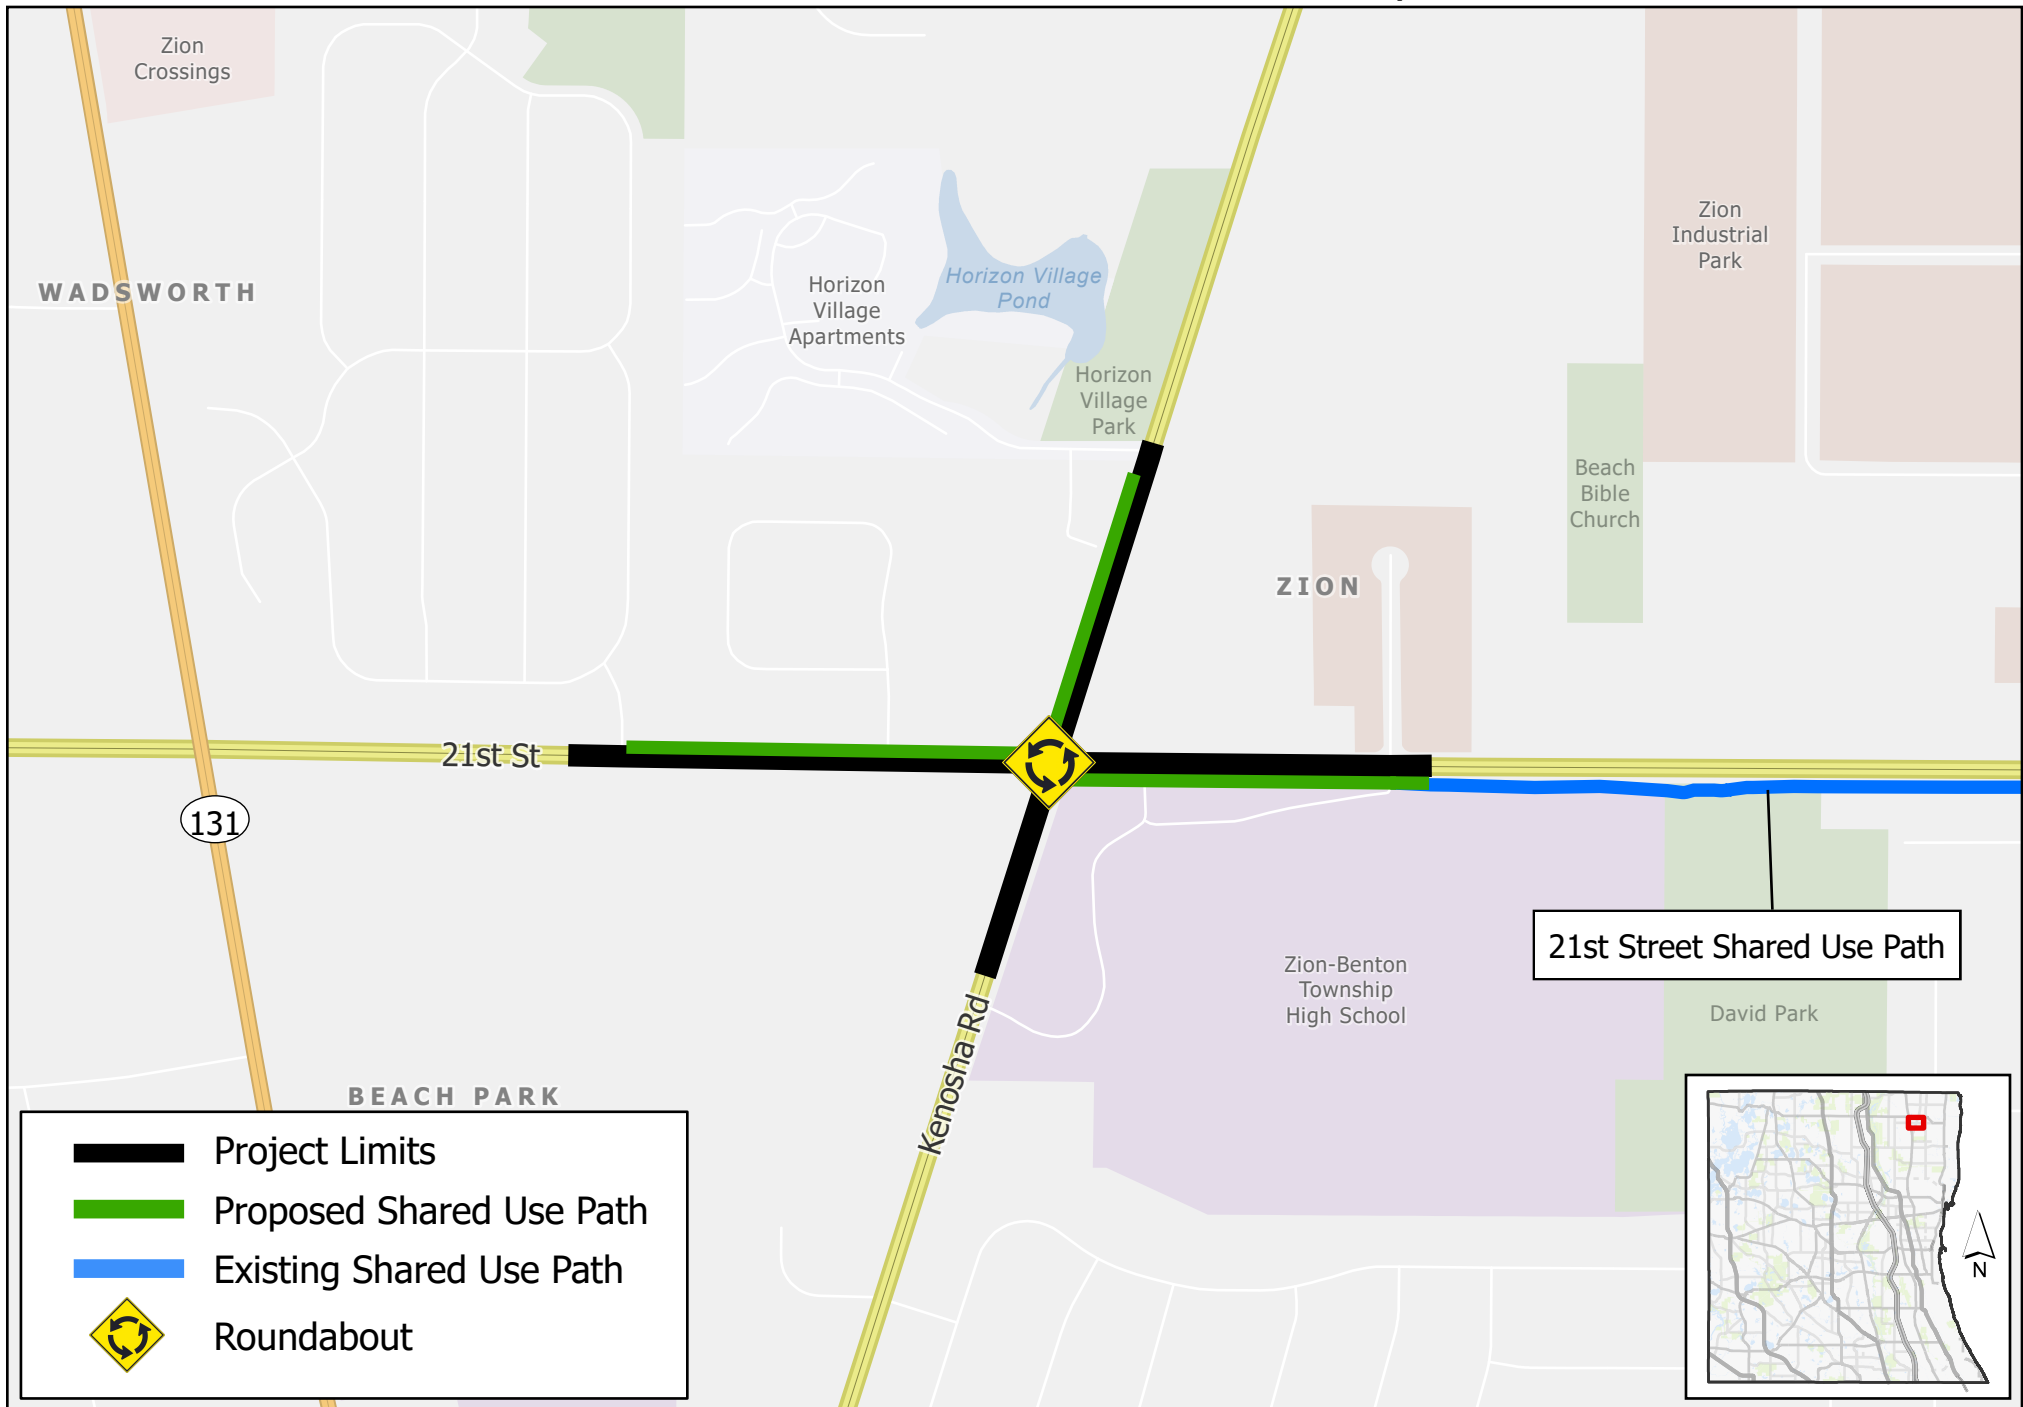 Zion
Crossings
WADSWORTH
Horizon
Village
Apartments
Horizon Village
Pond
Horizon
Village
Park
Zion
Industrial
Park
Beach
Bible
Church
ZION
21st St
131
21st Street Shared Use Path
Zion-Benton
Township
High School
David Park
Kenosha Rd
BEACH PARK
Project Limits
Proposed Shared Use Path
Existing Shared Use Path
Roundabout
N